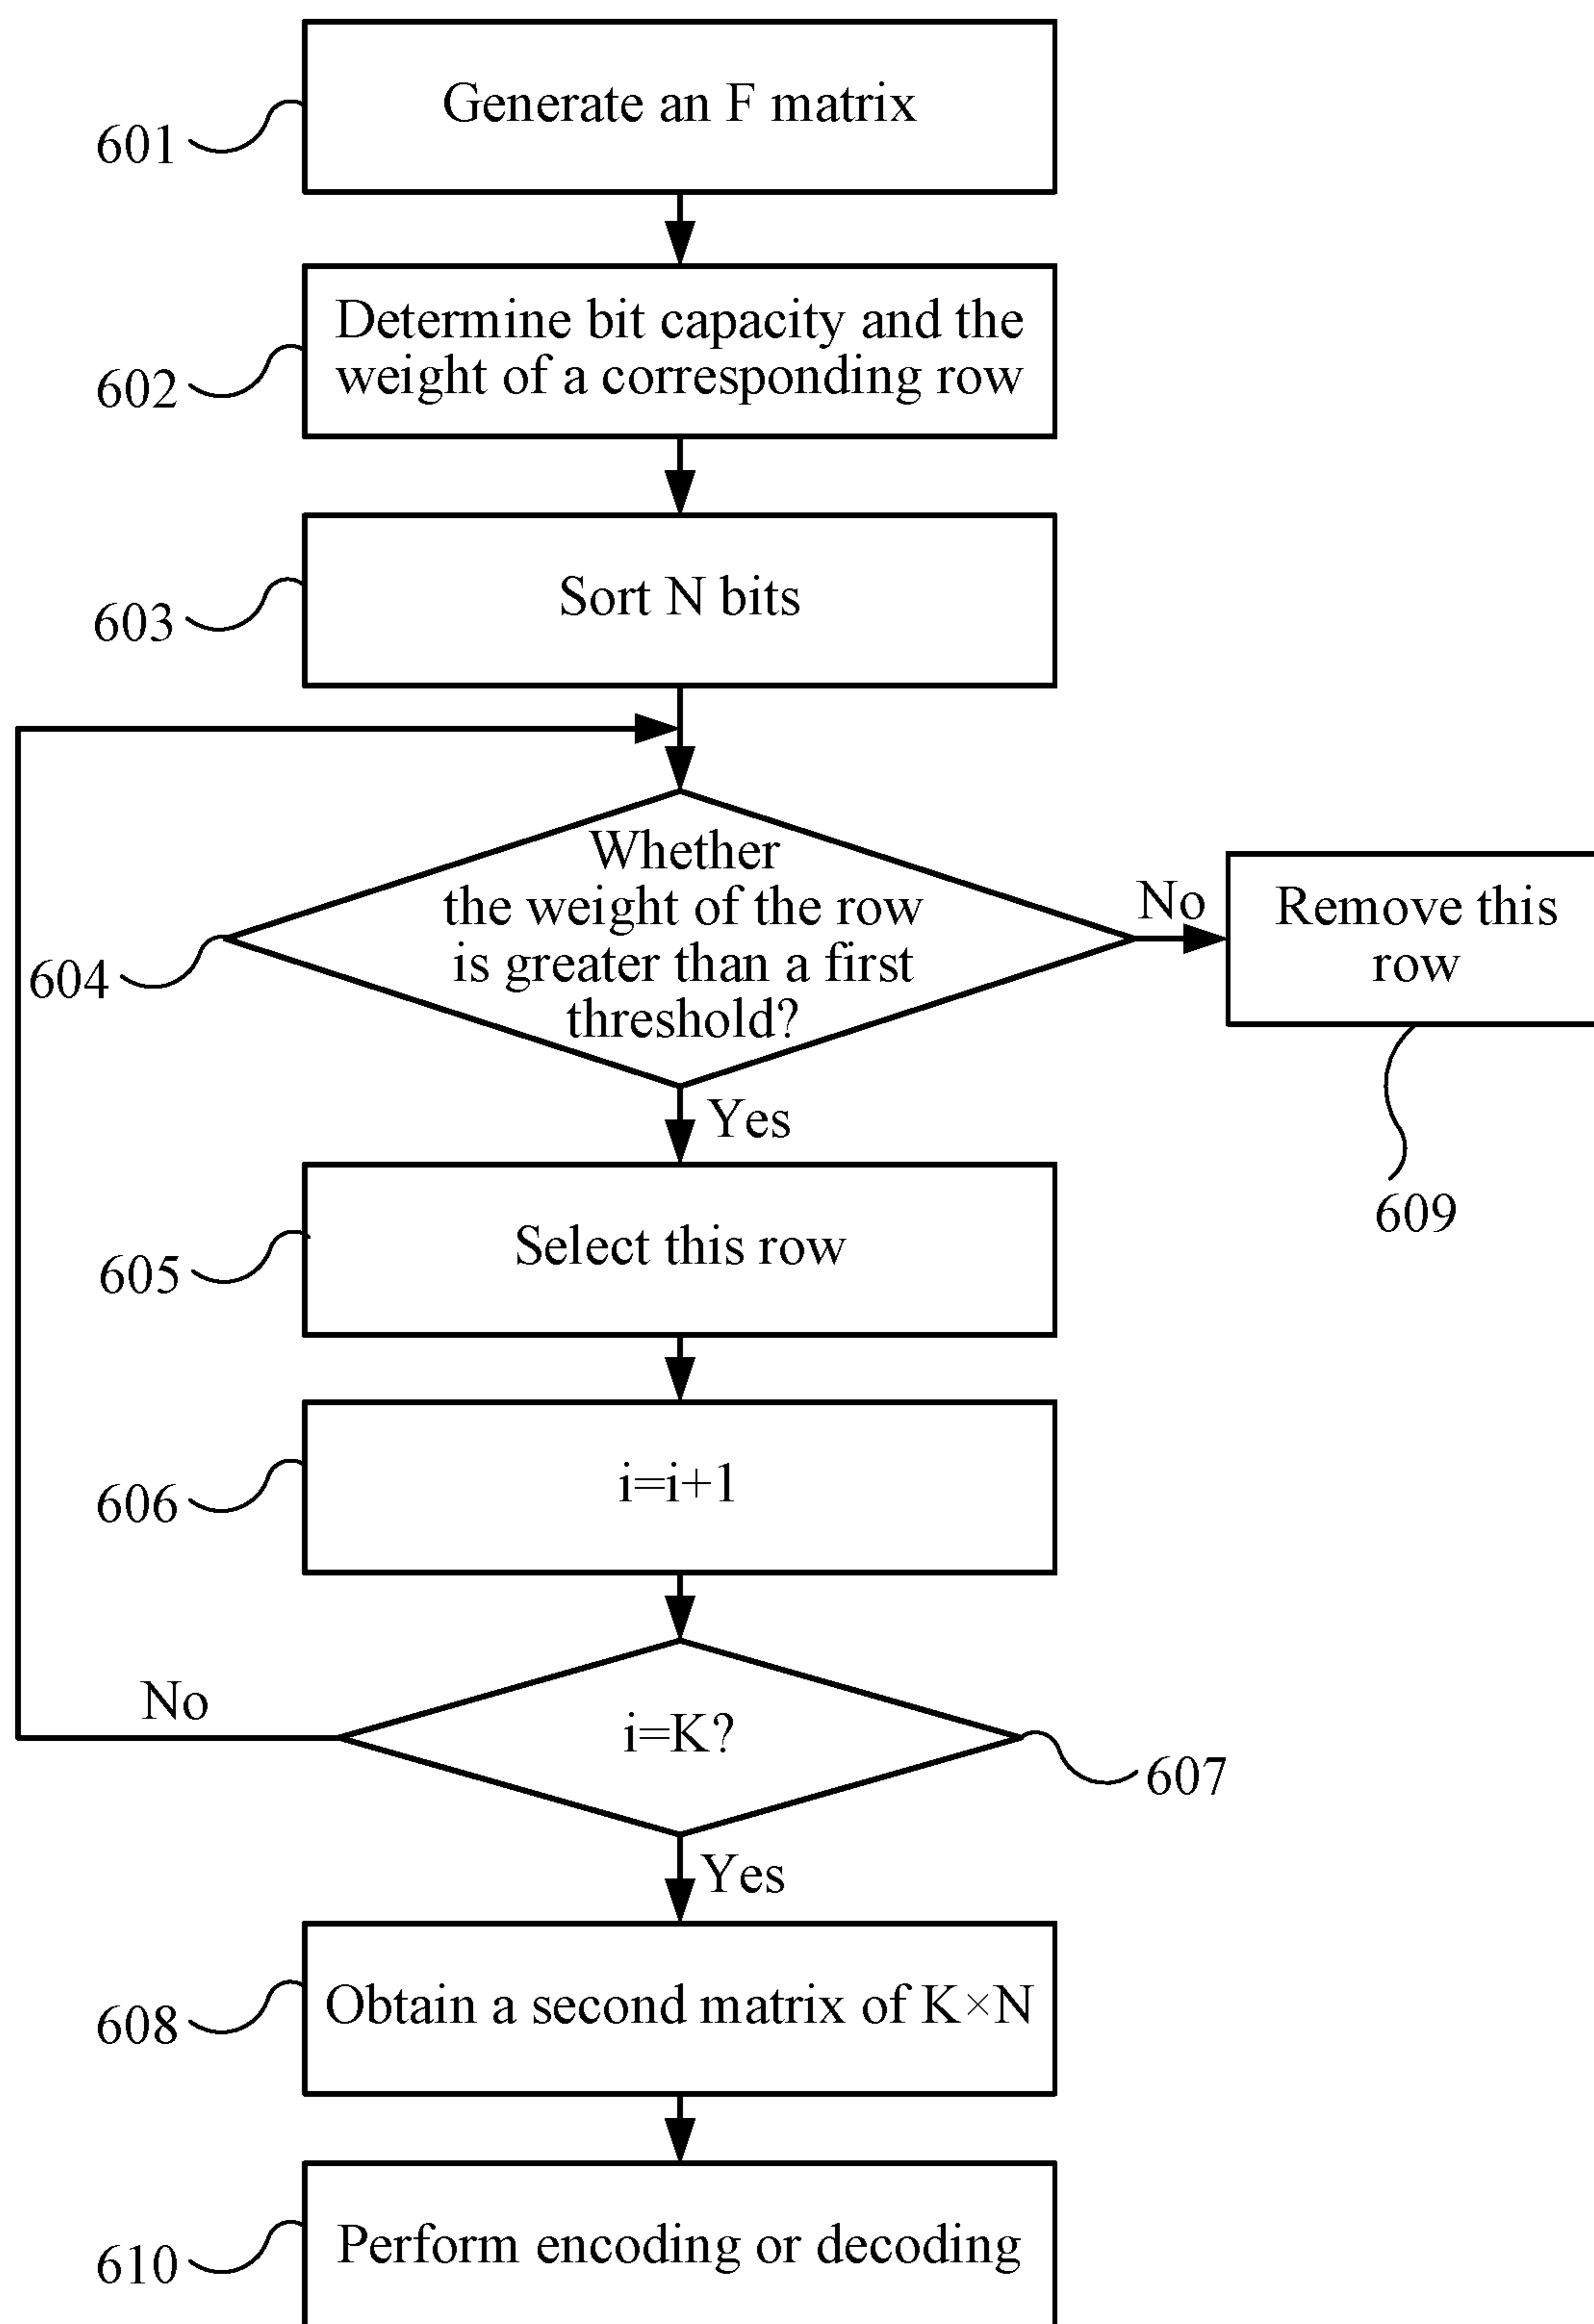 Generate an F matrix
601
Determine bit capacity and the
weight of a corresponding row
602
Sort N bits
603
Whether
the weight of the row
is greater than a first
threshold?
604
No
Remove this
row
609
Yes
Select this row
605
i=i+1
606
i=K?
No
607
Yes
Obtain a second matrix of K×N
608
Perform encoding or decoding
610